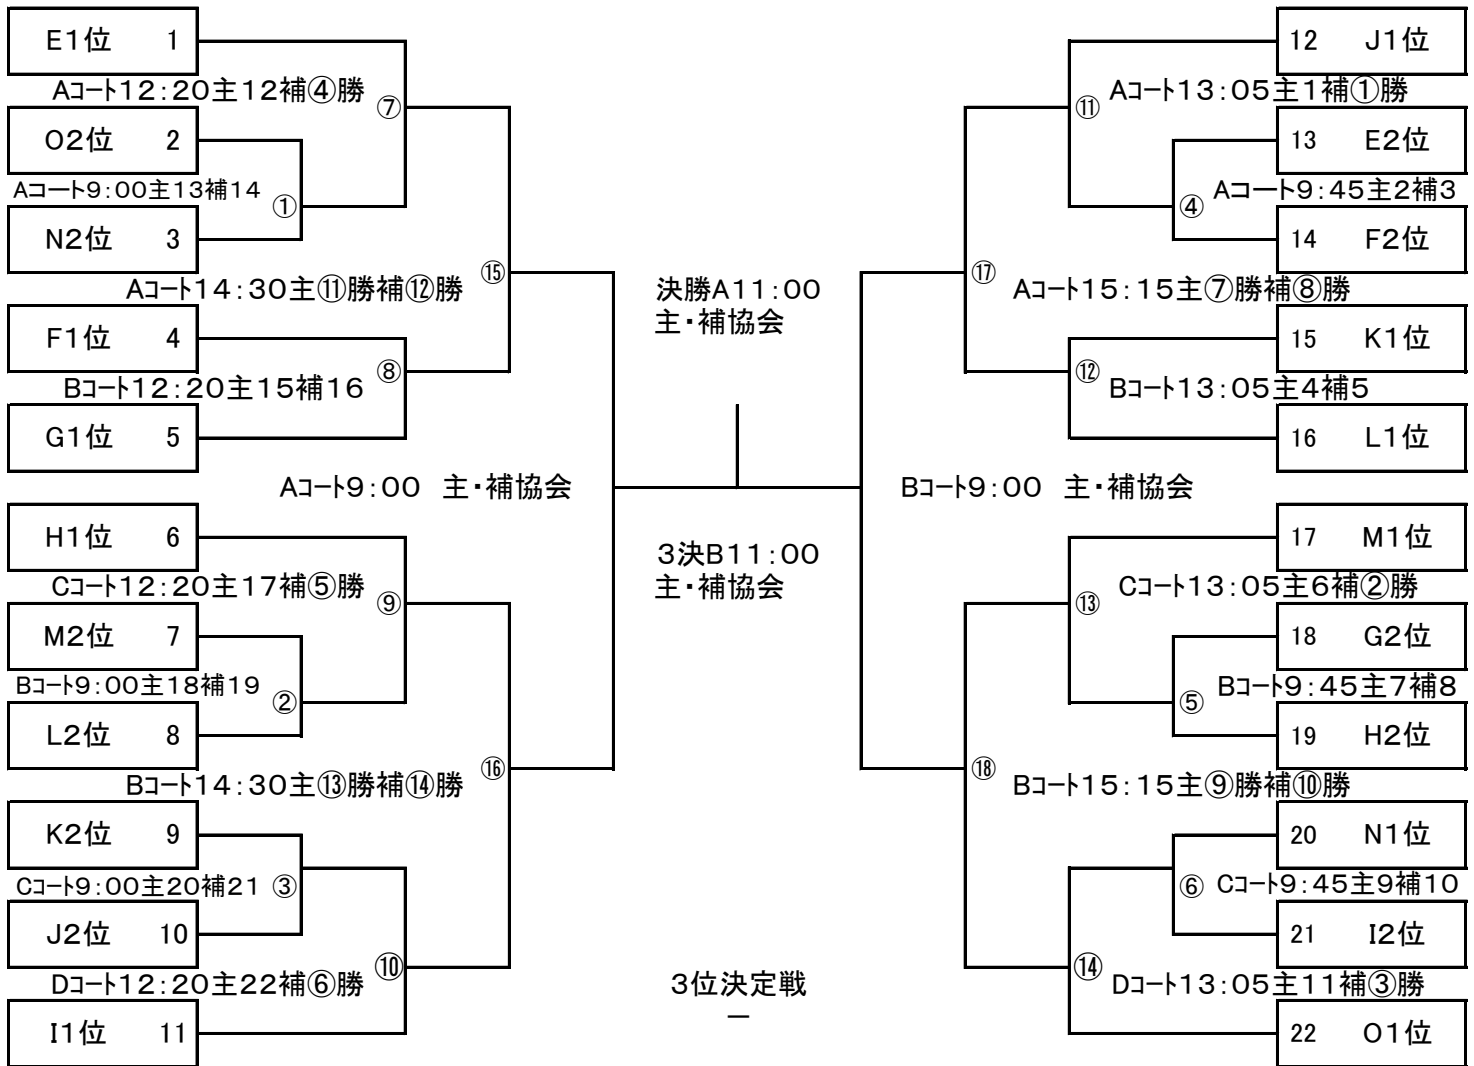 E1位 1
Aコート12:20主12補④勝
⑦
O2位 2
Aコート9:00主13補14
①
N2位 3
Aコート14:30主⑪勝補⑫勝
⑮
F1位 4
Bコート12:20主15補16
⑧
G1位 5
Aコート9:00 主・補協会
H1位 6
Cコート12:20主17補⑤勝
⑨
M2位 7
Bコート9:00主18補19
②
L2位 8
Bコート14:30主⑬勝補⑭勝
⑯
K2位 9
Cコート9:00主20補21
③
J2位 10
Dコート12:20主22補⑥勝
⑩
I1位 11
決勝A11:00
主・補協会
3決B11:00
主・補協会
3位決定戦
―
12 J1位
Aコート13:05主1補①勝
⑪
13 E2位
Aコート9:45主2補3
④
14 F2位
Aコート15:15主⑦勝補⑧勝
⑰
15 K1位
Bコート13:05主4補5
⑫
16 L1位
Bコート9:00 主・補協会
17 M1位
Cコート13:05主6補②勝
⑬
18 G2位
Bコート9:45主7補8
⑤
19 H2位
Bコート15:15主⑨勝補⑩勝
⑱
20 N1位
Cコート9:45主9補10
⑥
21 I2位
Dコート13:05主11補③勝
⑭
22 O1位